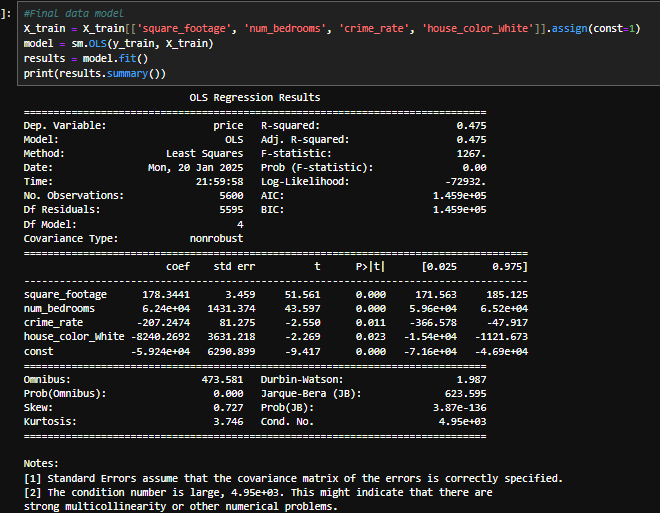 ]: #Final data model
X_train = X_train[['square_footage', 'num_bedrooms', 'crime_rate', 'house_color_White']].assign(const=1)
model = sm.OLS(y_train, X_train)
results = model.fit()
print(results.summary())
OLS Regression Results
==============================================================================
Dep. Variable: price R-squared: 0.475
Model: OLS Adj. R-squared: 0.475
Method: Least Squares F-statistic: 1267.
Date: Mon, 20 Jan 2025 Prob (F-statistic): 0.00
Time: 21:59:58 Log-Likelihood: -72932.
No. Observations: 5600 AIC: 1.459e+05
Df Residuals: 5595 BIC: 1.459e+05
Df Model: 4
Covariance Type: nonrobust
=====================================================================================
coef std err t P>|t| [0.025 0.975]
-------------------------------------------------------------------------------------
square_footage 178.3441 3.459 51.561 0.000 171.563 185.125
num_bedrooms 6.24e+04 1431.374 43.597 0.000 5.96e+04 6.52e+04
crime_rate -207.2474 81.275 -2.550 0.011 -366.578 -47.917
house_color_White -8240.2692 3631.218 -2.269 0.023 -1.54e+04 -1121.673
const -5.924e+04 6290.899 -9.417 0.000 -7.16e+04 -4.69e+04
==============================================================================
Omnibus: 473.581 Durbin-Watson: 1.987
Prob(Omnibus): 0.000 Jarque-Bera (JB): 623.595
Skew: 0.727 Prob(JB): 3.87e-136
Kurtosis: 3.746 Cond. No. 4.95e+03
==============================================================================
Notes:
[1] Standard Errors assume that the covariance matrix of the errors is correctly specified.
[2] The condition number is large, 4.95e+03. This might indicate that there are
strong multicollinearity or other numerical problems.